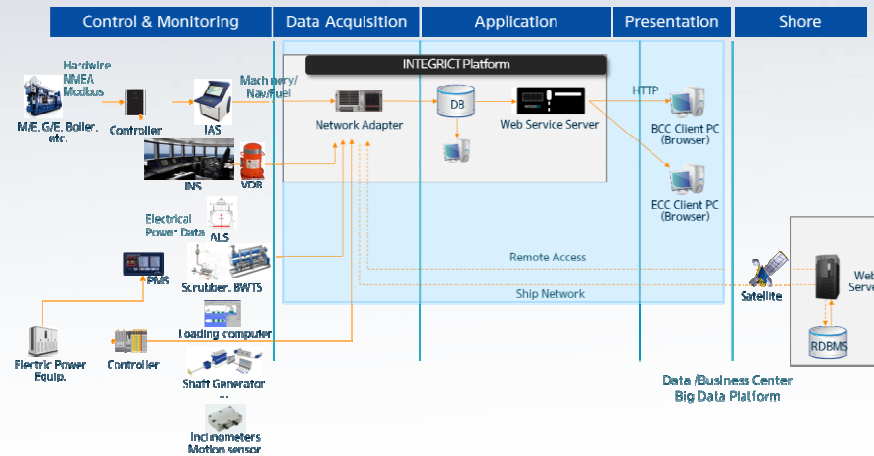 Control & Monitoring
Data Acquisition
Application
Presentation
Shore
Hardwire
NMEA
Modbus
Machinery/
Nav/Fuel
INTEGRICT Platform
HTTP
DB
M/E, G/E, Boiler,
etc.
Controller
IAS
Network Adapter
Web Service Server
BCC Client PC
(Browser)
INS
VDR
ECC Client PC
(Browser)
Electrical
Power Data
ALS
PMS
Scrubber, BWTS
Remote Access
Ship Network
Satellite
Web
Serve
Loading computer
RDBMS
Electric Power
Equip.
Controller
Shaft Generator
...
Data /Business Center
Big Data Platform
Inclinometers
Motion sensor